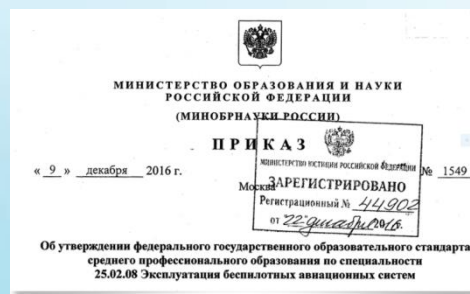 МИНИСТЕРСТВО ОБРАЗОВАНИЯ И НАУКИ
РОССИЙСКОЙ ФЕДЕРАЦИИ
(МИНОБРНАУКИ РОССИИ)
ПРИКАЗ
« 9 » декабря 2016 г.
№ 1549
Москва
МИНИСТЕРСТВО ЮСТИЦИИ РОССИЙСКОЙ ФЕДЕРАЦИИ
ЗАРЕГИСТРИРОВАНО
Регистрационный № 44902
от 22 декабря 2016.
Об утверждении федерального государственного образовательного стандарта
среднего профессионального образования по специальности
25.02.08 Эксплуатация беспилотных авиационных систем